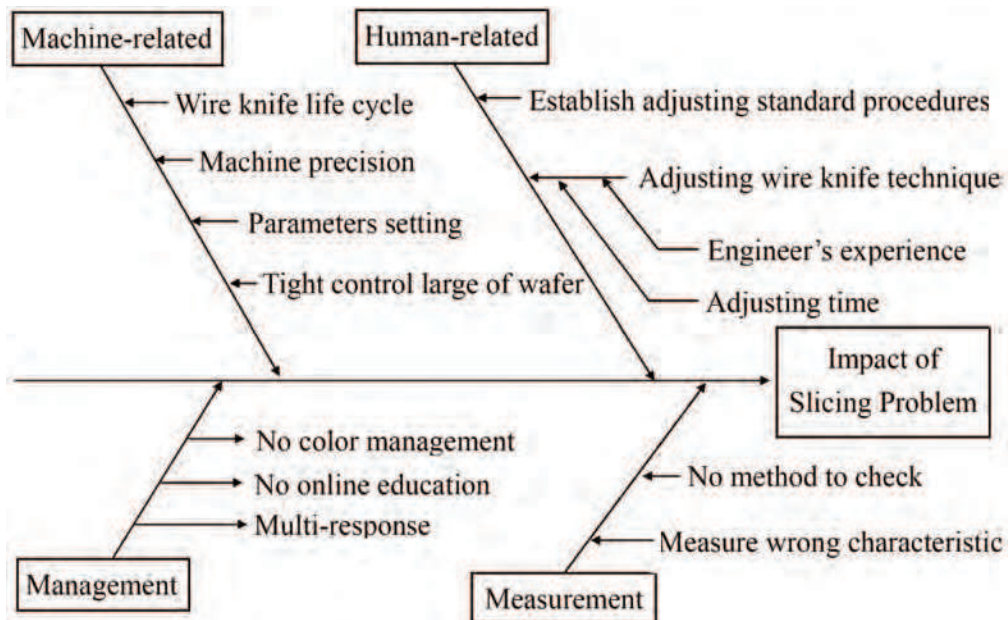 Machine-related
Human-related
Wire knife life cycle
Machine precision
Parameters setting
Tight control large of wafer
Establish adjusting standard procedures
Adjusting wire knife technique
Engineer's experience
Adjusting time
Impact of
Slicing Problem
No color management
No online education
Multi-response
Management
No method to check
Measure wrong characteristic
Measurement